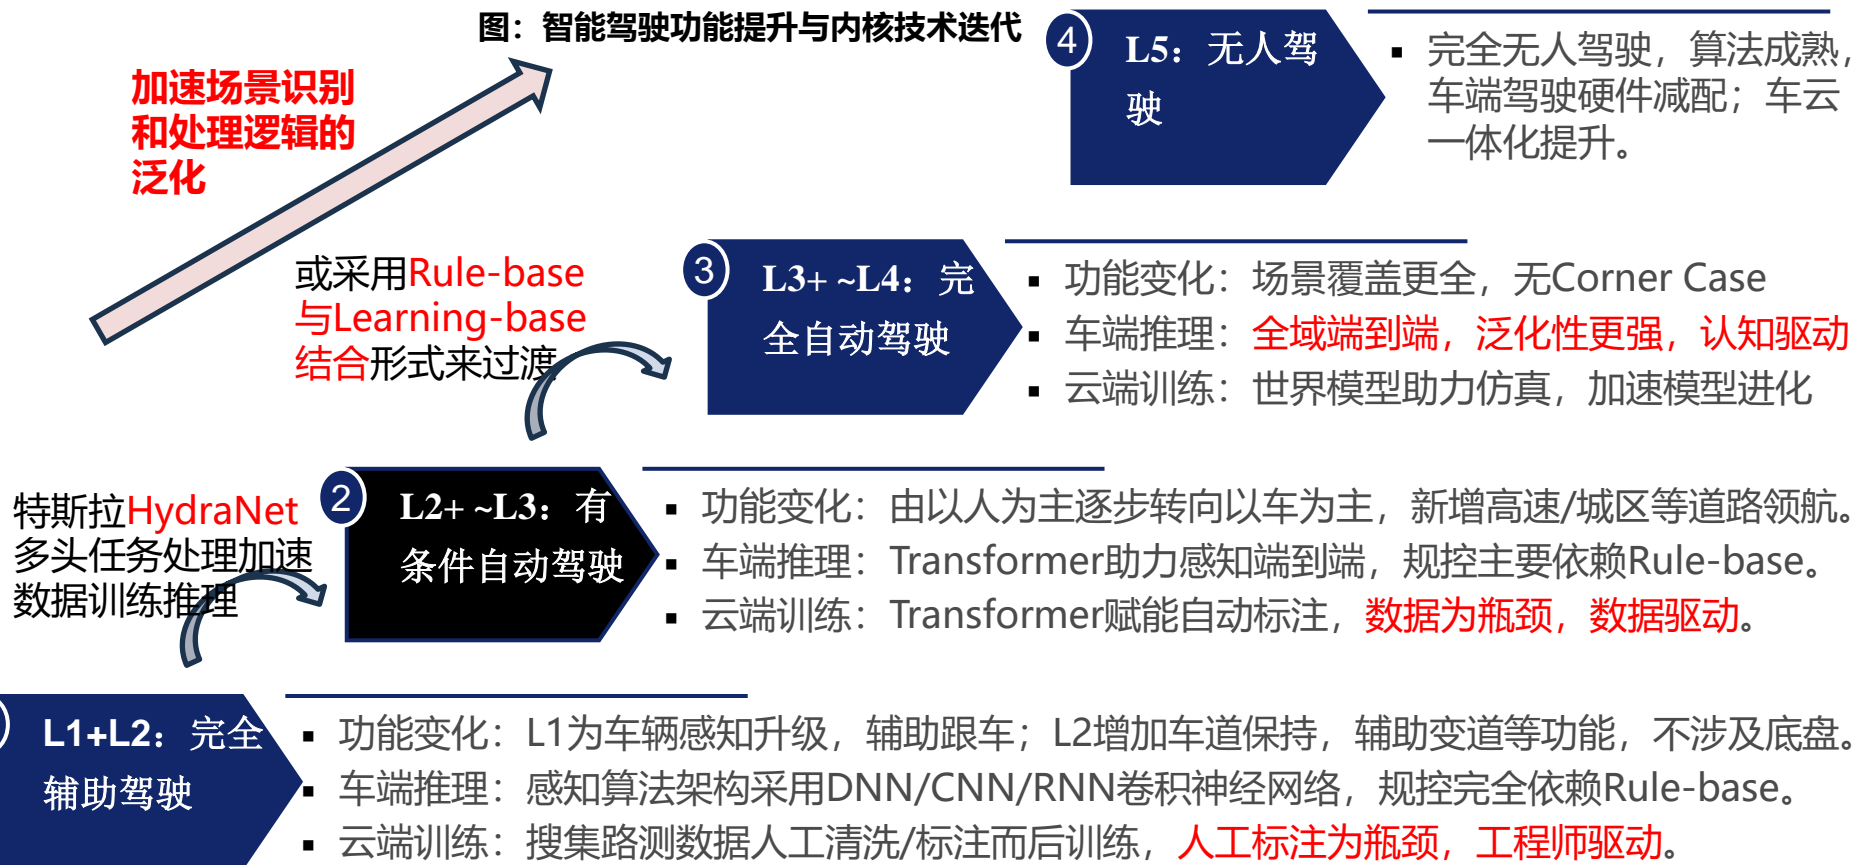 图：智能驾驶功能提升与内核技术迭代
加速场景识别
和处理逻辑的
泛化
4
L5：无人驾
驶
▪ 完全无人驾驶，算法成熟，
车端驾驶硬件减配；车云
一体化提升。
或采用Rule-base
与Learning-base
结合形式来过渡
3
L3+ ~L4：完
全自动驾驶
▪ 功能变化：场景覆盖更全，无Corner Case
▪ 车端推理：全域端到端，泛化性更强，认知驱动
▪ 云端训练：世界模型助力仿真，加速模型进化
特斯拉HydraNet
多头任务处理加速
数据训练推理
2
L2+ ~L3：有
条件自动驾驶
▪ 功能变化：由以人为主逐步转向以车为主，新增高速/城区等道路领航。
▪ 车端推理：Transformer助力感知端到端，规控主要依赖Rule-base。
▪ 云端训练：Transformer赋能自动标注，数据为瓶颈，数据驱动。
L1+L2：完全
辅助驾驶
▪ 功能变化：L1为车辆感知升级，辅助跟车；L2增加车道保持，辅助变道等功能，不涉及底盘。
▪ 车端推理：感知算法架构采用DNN/CNN/RNN卷积神经网络，规控完全依赖Rule-base。
▪ 云端训练：搜集路测数据人工清洗/标注而后训练，人工标注为瓶颈，工程师驱动。